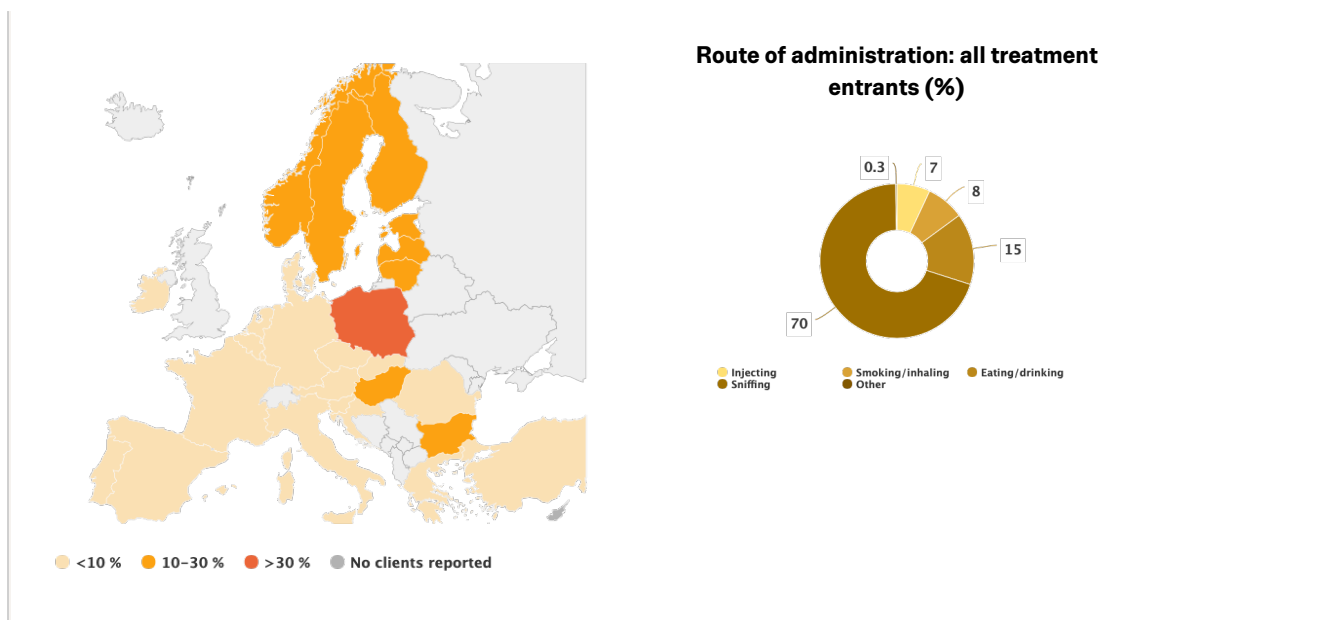 Route of administration: all treatment
entrants (%)
0.3
7
8
15
70
Injecting
Smoking/inhaling
Eating/drinking
Sniffing
Other
<10 %
10–30 %
>30 %
No clients reported